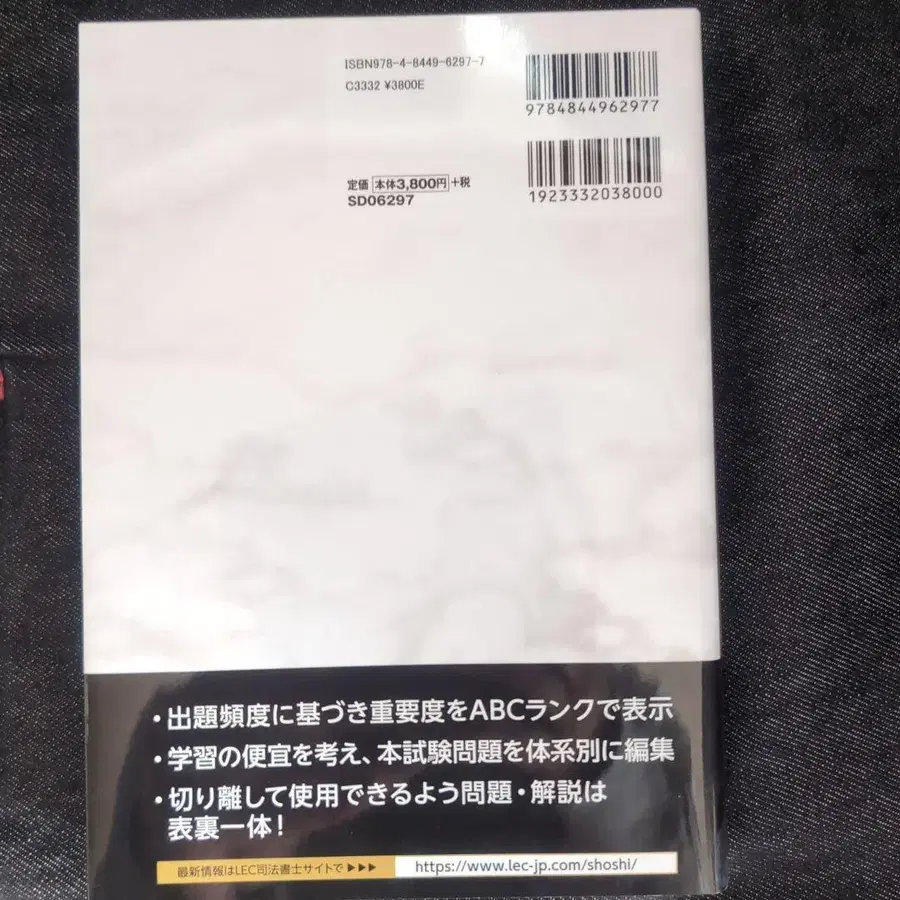 ISBN978-4-8449-6297-7
C3332 ¥3800E
9784844962977
定価 本体3,800円 +税
SD06297
1923332038000
・出題頻度に基づき重要度をABCランクで表示
・学習の便宜を考え、本試験問題を体系別に編集
・切り離して使用できるよう問題・解説は
表裏一体!
最新情報はLEC司法書士サイトで ▶▶▶ https://www.lec-jp.com/shoshi/